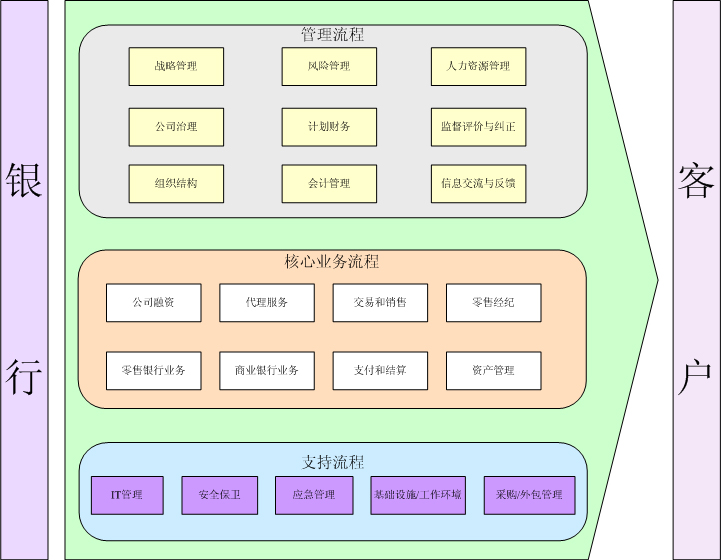 银行
管理流程
战略管理
风险管理
人力资源管理
公司治理
计划财务
监督评价与纠正
组织结构
会计管理
信息交流与反馈
核心业务流程
公司融资
代理服务
交易和销售
零售经纪
零售银行业务
商业银行业务
支付和结算
资产管理
支持流程
IT管理
安全保卫
应急管理
基础设施/工作环境
采购/外包管理
客户